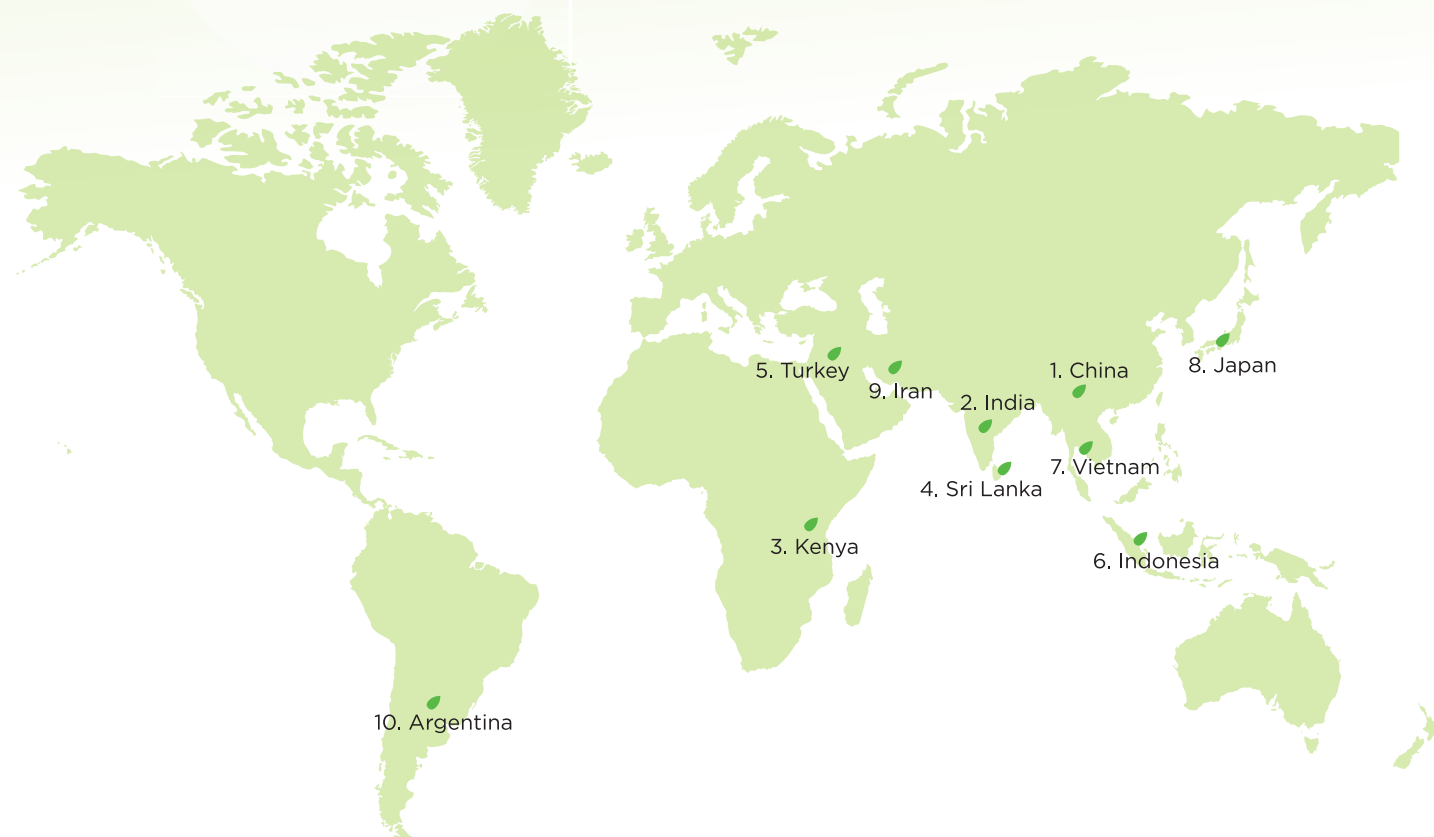 5. Turkey
9. Iran
1. China
8. Japan
2. India
7. Vietnam
4. Sri Lanka
3. Kenya
6. Indonesia
10. Argentina